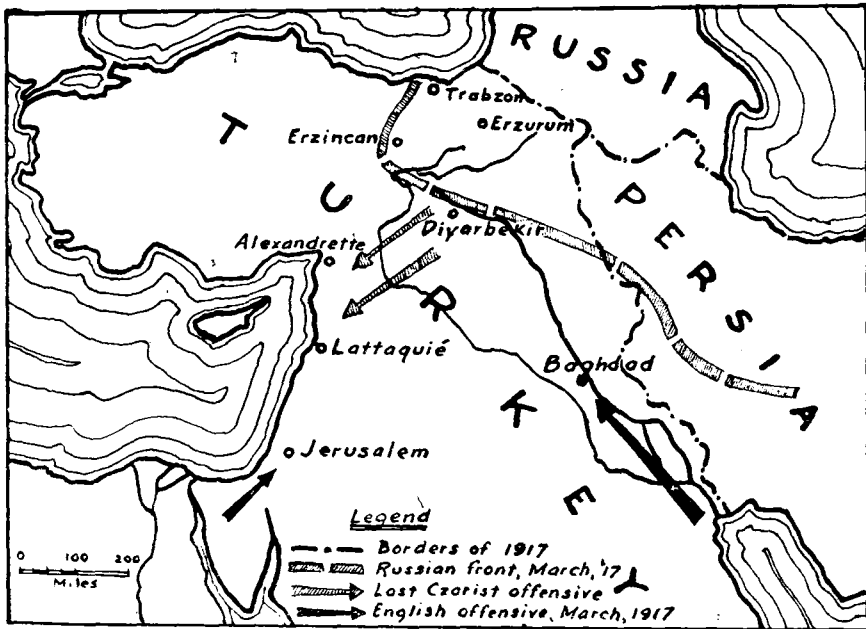 RUSSIA
Trabzon
Erzurum
Erzincan
TURKEY
PERSIA
Diyarbekir
Alexandrette
Lattaquié
Baghdad
Jerusalem
Legend
Borders of 1917
Russian front, March, '17
Last Czarist offensive
English offensive, March, 1917
0 100 200
Miles